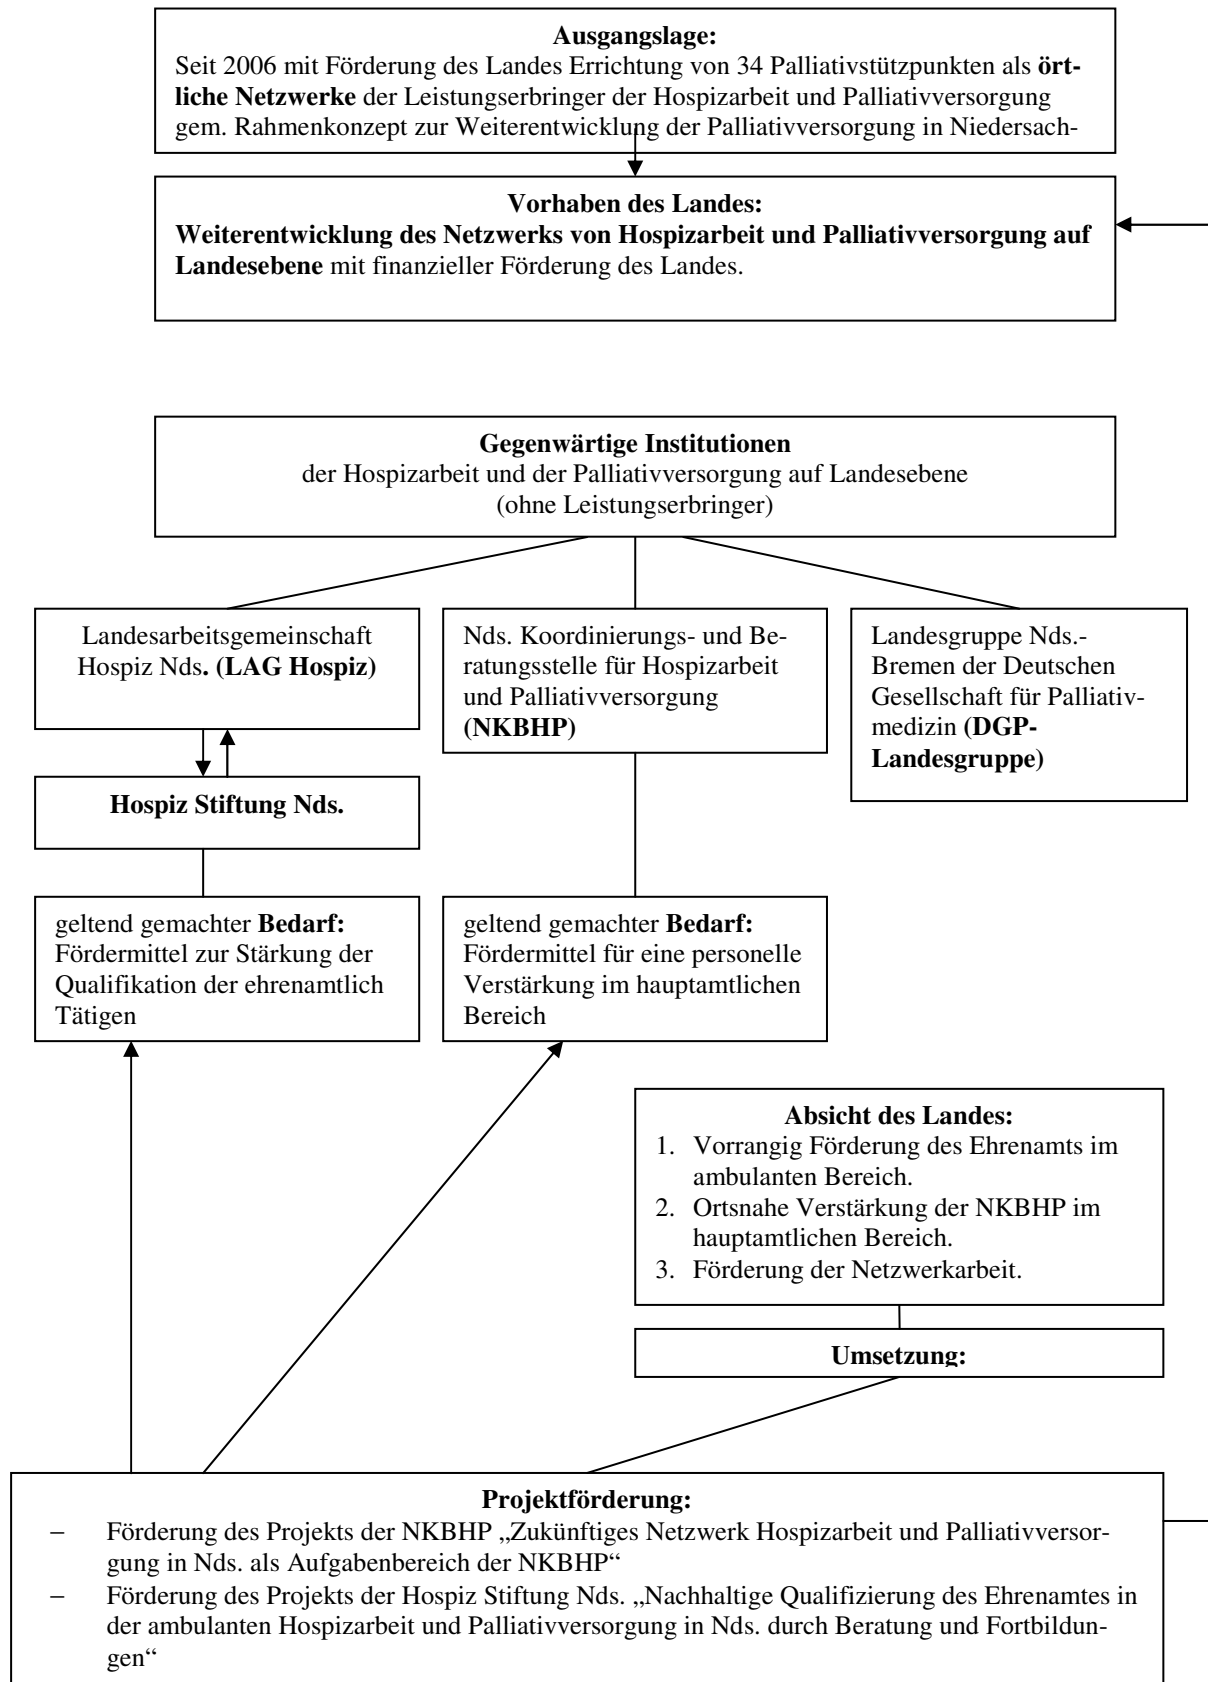 Ausgangslage:
Seit 2006 mit Förderung des Landes Errichtung von 34 Palliativstützpunkten als ört-
liche Netzwerke der Leistungserbringer der Hospizarbeit und Palliativversorgung
gem. Rahmenkonzept zur Weiterentwicklung der Palliativversorgung in Niedersach-
Vorhaben des Landes:
Weiterentwicklung des Netzwerks von Hospizarbeit und Palliativversorgung auf
Landesebene mit finanzieller Förderung des Landes.
Gegenwärtige Institutionen
der Hospizarbeit und der Palliativversorgung auf Landesebene
(ohne Leistungserbringer)
Landesarbeitsgemeinschaft
Hospiz Nds. (LAG Hospiz)
Nds. Koordinierungs- und Be-
ratungsstelle für Hospizarbeit
und Palliativversorgung
(NKBHP)
Landesgruppe Nds.-
Bremen der Deutschen
Gesellschaft für Palliativ-
medizin (DGP-
Landesgruppe)
Hospiz Stiftung Nds.
geltend gemachter Bedarf:
Fördermittel zur Stärkung der
Qualifikation der ehrenamtlich
Tätigen
geltend gemachter Bedarf:
Fördermittel für eine personelle
Verstärkung im hauptamtlichen
Bereich
Absicht des Landes:
1. Vorrangig Förderung des Ehrenamts im
ambulanten Bereich.
2. Ortsnahe Verstärkung der NKBHP im
hauptamtlichen Bereich.
3. Förderung der Netzwerkarbeit.
Umsetzung:
Projektförderung:
– Förderung des Projekts der NKBHP „Zukünftiges Netzwerk Hospizarbeit und Palliativversor-
gung in Nds. als Aufgabenbereich der NKBHP“
– Förderung des Projekts der Hospiz Stiftung Nds. „Nachhaltige Qualifizierung des Ehrenamtes in
der ambulanten Hospizarbeit und Palliativversorgung in Nds. durch Beratung und Fortbildun-
gen“